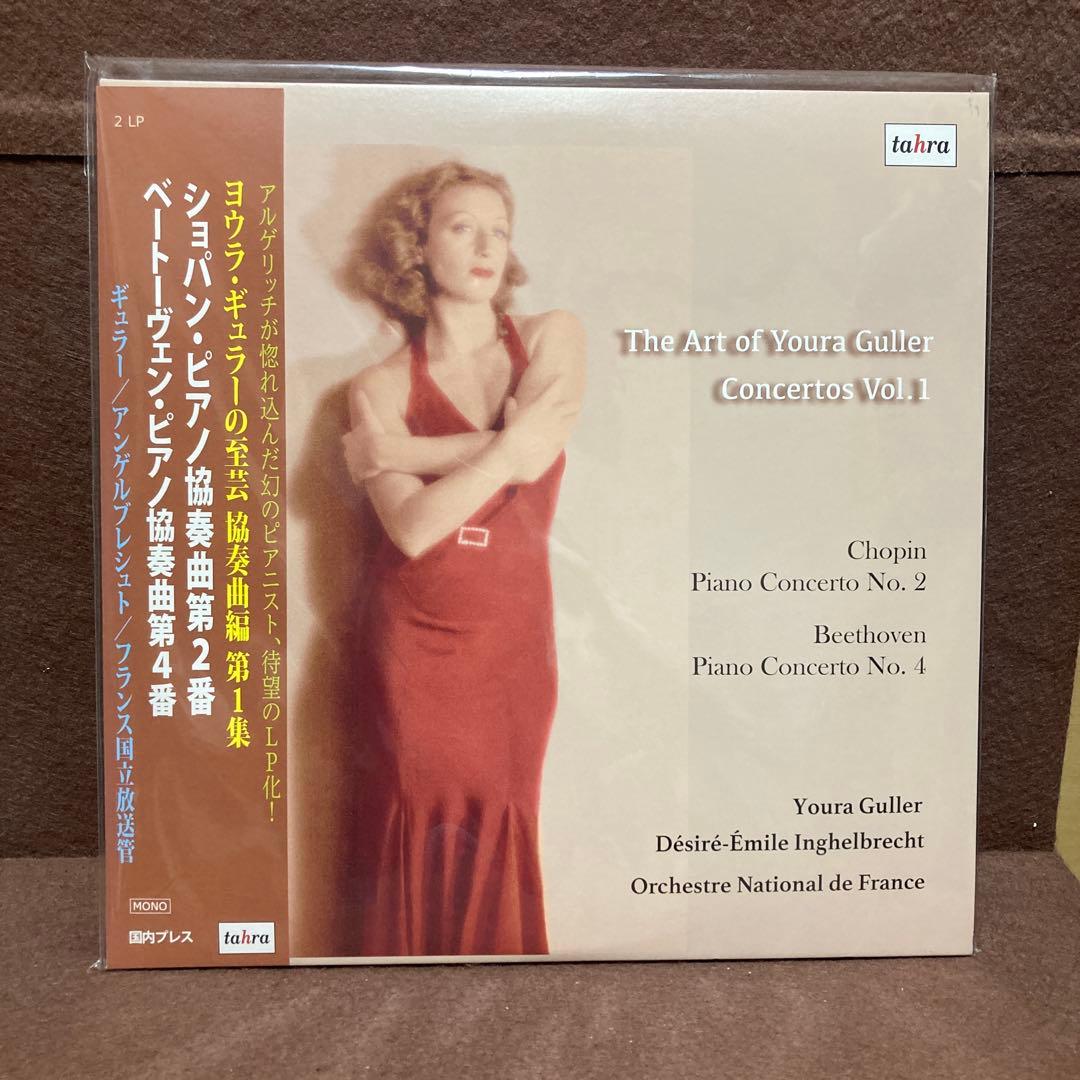 2 LP
アルゲリッチが惚れ込んだ幻のピアニスト、待望のLP化!
ヨウラ・ギュラーの至芸 協奏曲編 第1集
ショパン・ピアノ協奏曲第2番
ベートーヴェン・ピアノ協奏曲第4番
ギュラー/アンゲルブレシュト/フランス国立放送管
MONO
国内プレス
tahra
tahra
The Art of Youra Guller
Concertos Vol.1
Chopin
Piano Concerto No. 2
Beethoven
Piano Concerto No. 4
Youra Guller
Désiré-Émile Inghelbrecht
Orchestre National de France